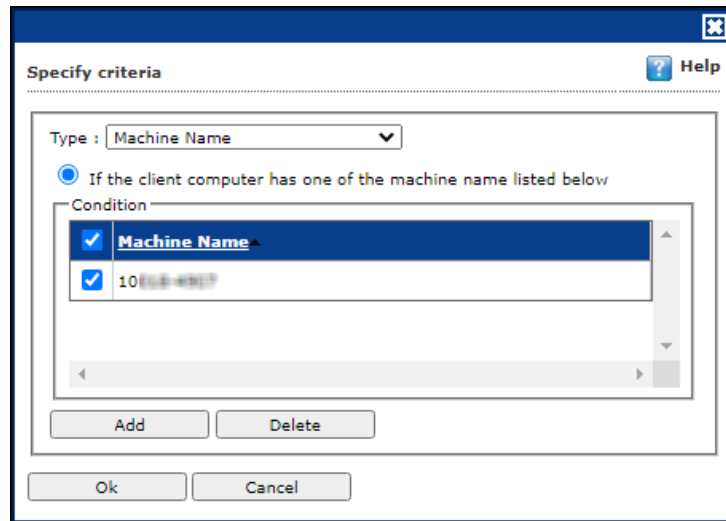 Help
Specify criteria
Type : Machine Name
If the client computer has one of the machine name listed below
Condition
Machine Name
10
Add Delete
Ok Cancel